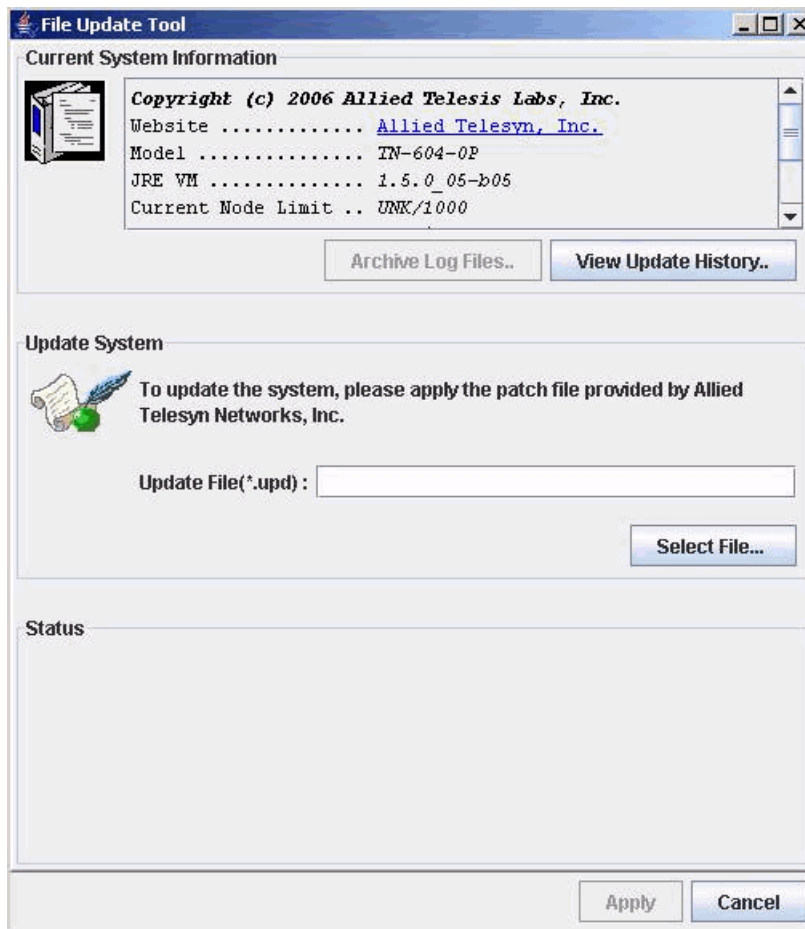 File Update Tool
Current System Information
Copyright (c) 2006 Allied Telesis Labs, Inc.
Website ............. Allied Telesyn, Inc.
Model ............... TN-604-0P
JRE VM .............. 1.5.0_05-b05
Current Node Limit .. UNK/1000
Archive Log Files..
View Update History..
Update System
To update the system, please apply the patch file provided by Allied
Telesyn Networks, Inc.
Update File(*.upd) :
Select File...
Status
Apply
Cancel